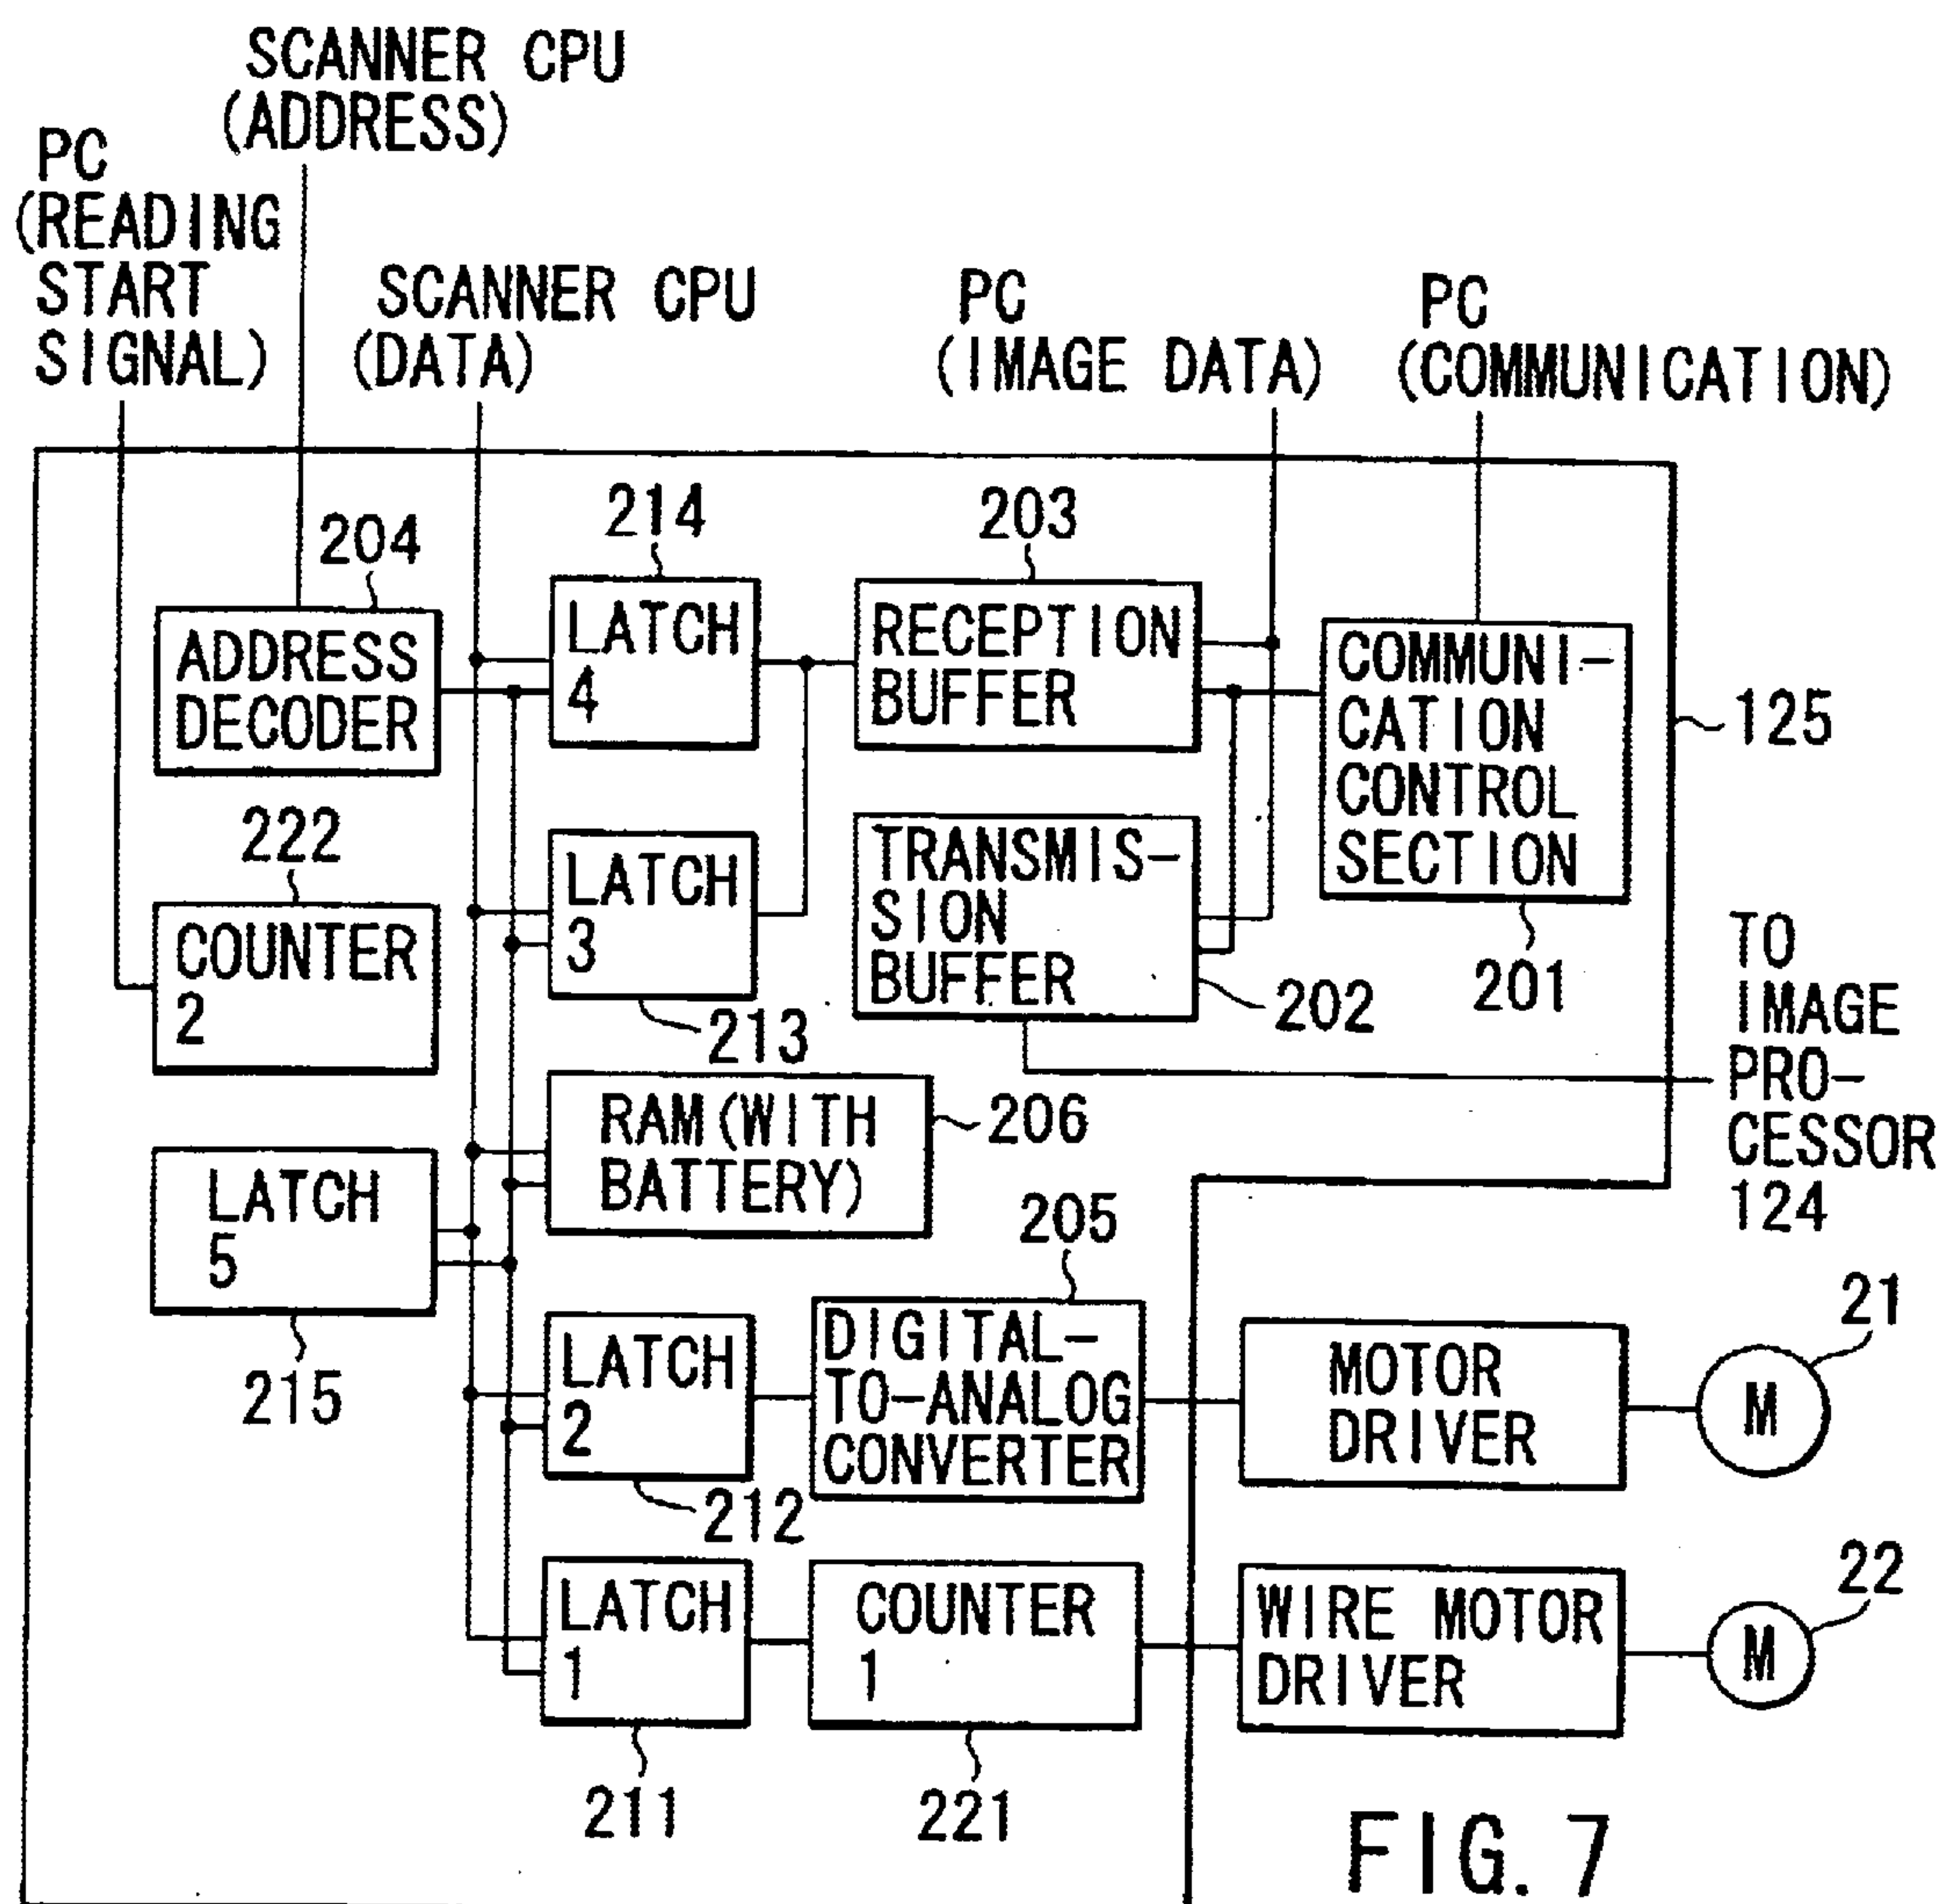 SCANNER CPU
(ADDRESS)
PC
(READING
START
SIGNAL)
SCANNER CPU
(DATA)
PC
(IMAGE DATA)
PC
(COMMUNICATION)
204
ADDRESS
DECODER
214
LATCH
4
203
RECEPTION
BUFFER
COMMUNI-
CATION
CONTROL
SECTION
201
125
222
COUNTER
2
LATCH
3
213
TRANSMIS-
SION
BUFFER
202
TO
IMAGE
PRO-
CESSOR
124
RAM(WITH
BATTERY)
206
LATCH
5
215
LATCH
2
212
205
DIGITAL-
TO-ANALOG
CONVERTER
MOTOR
DRIVER
21
M
LATCH
1
211
COUNTER
1
221
WIRE MOTOR
DRIVER
22
M
FIG. 7